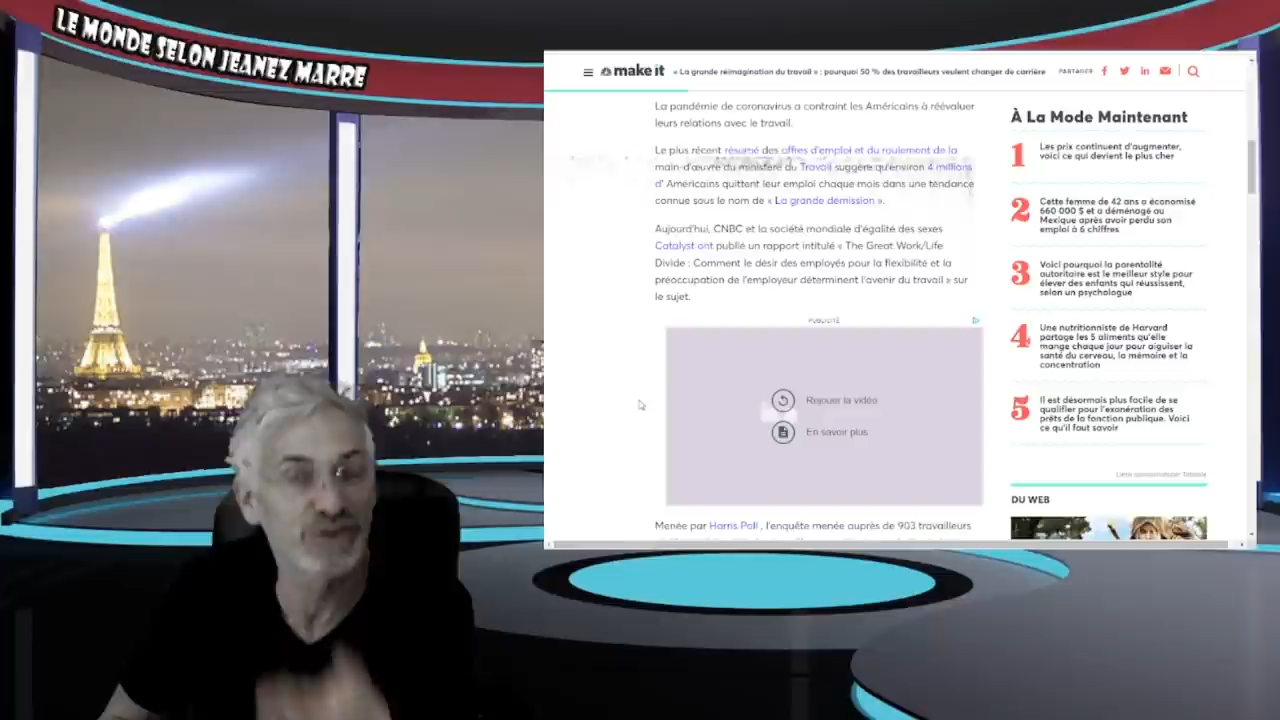 LE MONDE SELON JEANEZ MARRE
make it
« La grande réimagination du travail » : pourquoi 50 % des travailleurs veulent changer de carrière
PARTAGER
La pandémie de coronavirus a contraint les Américains à réévaluer
leurs relations avec le travail.
Le plus récent résumé des offres d'emploi et du roulement de la
main-d'œuvre du ministère du Travail suggère qu'environ 4 millions
d' Américains quittent leur emploi chaque mois dans une tendance
connue sous le nom de « La grande démission ».
Aujourd'hui, CNBC et la société mondiale d'égalité des sexes
Catalyst ont publié un rapport intitulé « The Great Work/Life
Divide : Comment le désir des employés pour la flexibilité et la
préoccupation de l'employeur déterminent l'avenir du travail » sur
le sujet.
PUBLICITÉ
Rejouer la vidéo
En savoir plus
Menée par Harris Poll , l'enquête menée auprès de 903 travailleurs
À La Mode Maintenant
1
Les prix continuent d'augmenter,
voici ce qui devient le plus cher
2
Cette femme de 42 ans a économisé
660 000 $ et a déménagé au
Mexique après avoir perdu son
emploi à 6 chiffres
3
Voici pourquoi la parentalité
autoritaire est le meilleur style pour
élever des enfants qui réussissent,
selon un psychologue
4
Une nutritionniste de Harvard
partage les 5 aliments qu'elle
mange chaque jour pour aiguiser la
santé du cerveau, la mémoire et la
concentration
5
Il est désormais plus facile de se
qualifier pour l'exonération des
prêts de la fonction publique. Voici
ce qu'il faut savoir
Liens sponsorisés par Taboola
DU WEB